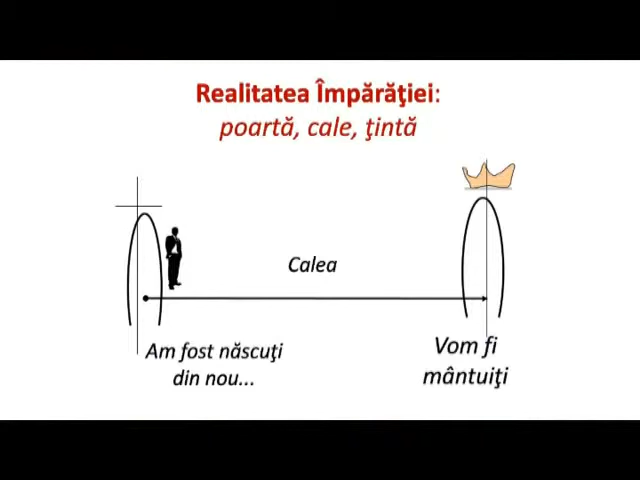 Realitatea Împărăţiei:
poartă, cale, ţintă
Calea
Am fost născuţi
din nou...
Vom fi
mântuiţi